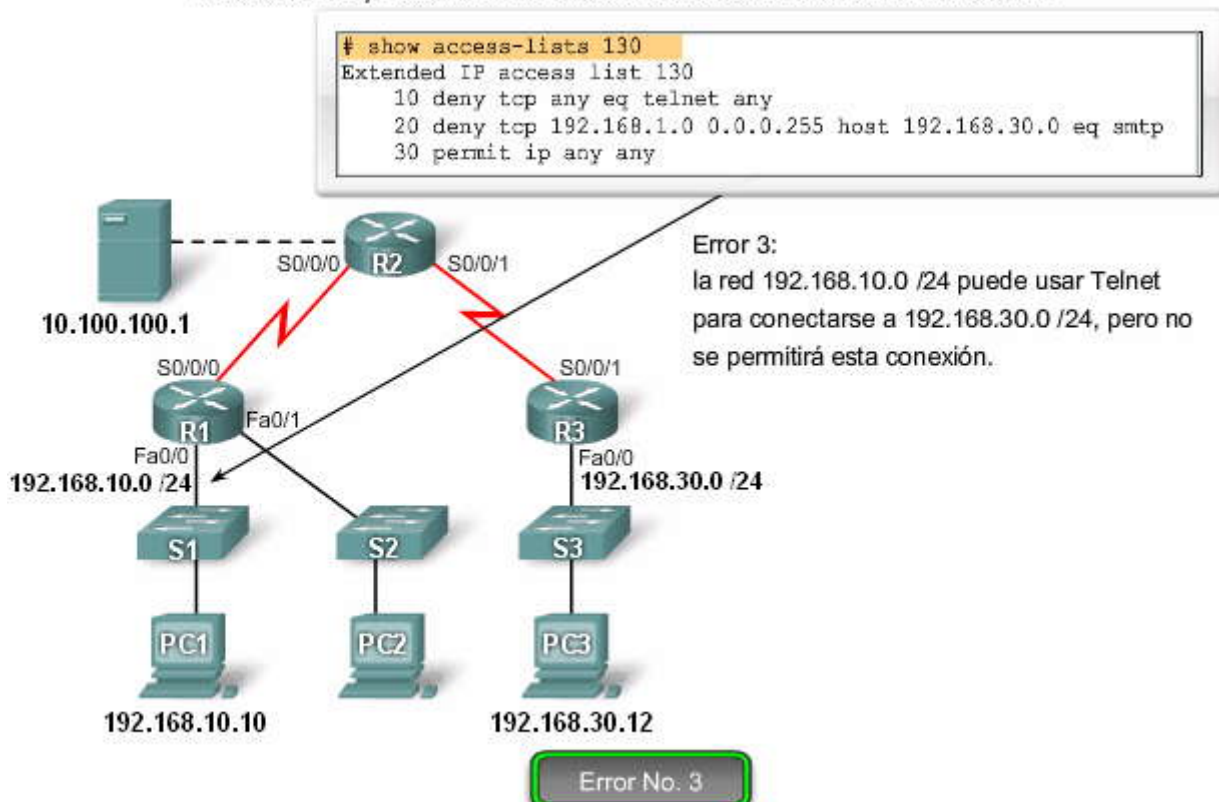 # show access-lists 130
Extended IP access list 130
10 deny tcp any eq telnet any
20 deny tcp 192.168.1.0 0.0.0.255 host 192.168.30.0 eq smtp
30 permit ip any any
Error 3:
la red 192.168.10.0 /24 puede usar Telnet
para conectarse a 192.168.30.0 /24, pero no
se permitirá esta conexión.
10.100.100.1
S0/0/0
R2
S0/0/1
S0/0/0
R1
Fa0/1
Fa0/0
192.168.10.0 /24
S0/0/1
R3
Fa0/0
192.168.30.0 /24
S1
S2
S3
PC1
PC2
PC3
192.168.10.10
192.168.30.12
Error No. 3